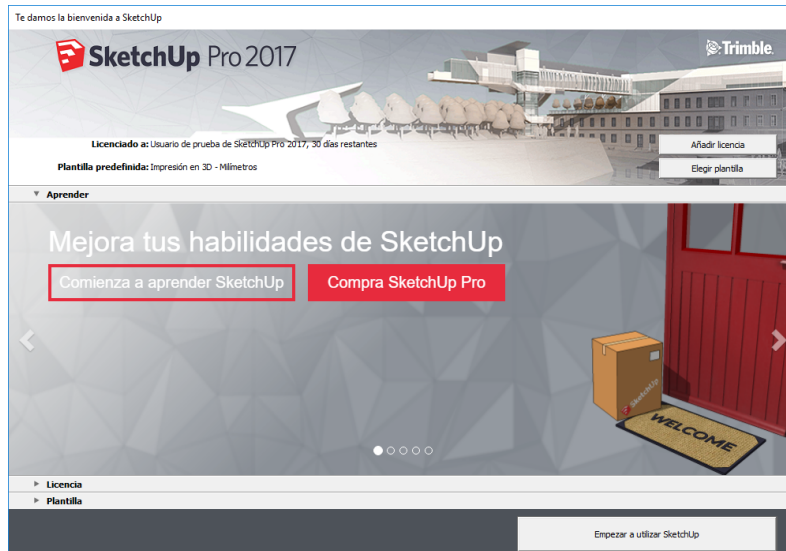 Te damos la bienvenida a SketchUp
SketchUp Pro 2017
Trimble.
Licenciado a: Usuario de prueba de SketchUp Pro 2017, 30 días restantes
Añadir licencia
Plantilla predefinida: Impresión en 3D - Milímetros
Elegir plantilla
Aprender
Mejora tus habilidades de SketchUp
Comienza a aprender SketchUp
Compra SketchUp Pro
SketchUp
WELCOME
Licencia
Plantilla
Empezar a utilizar SketchUp